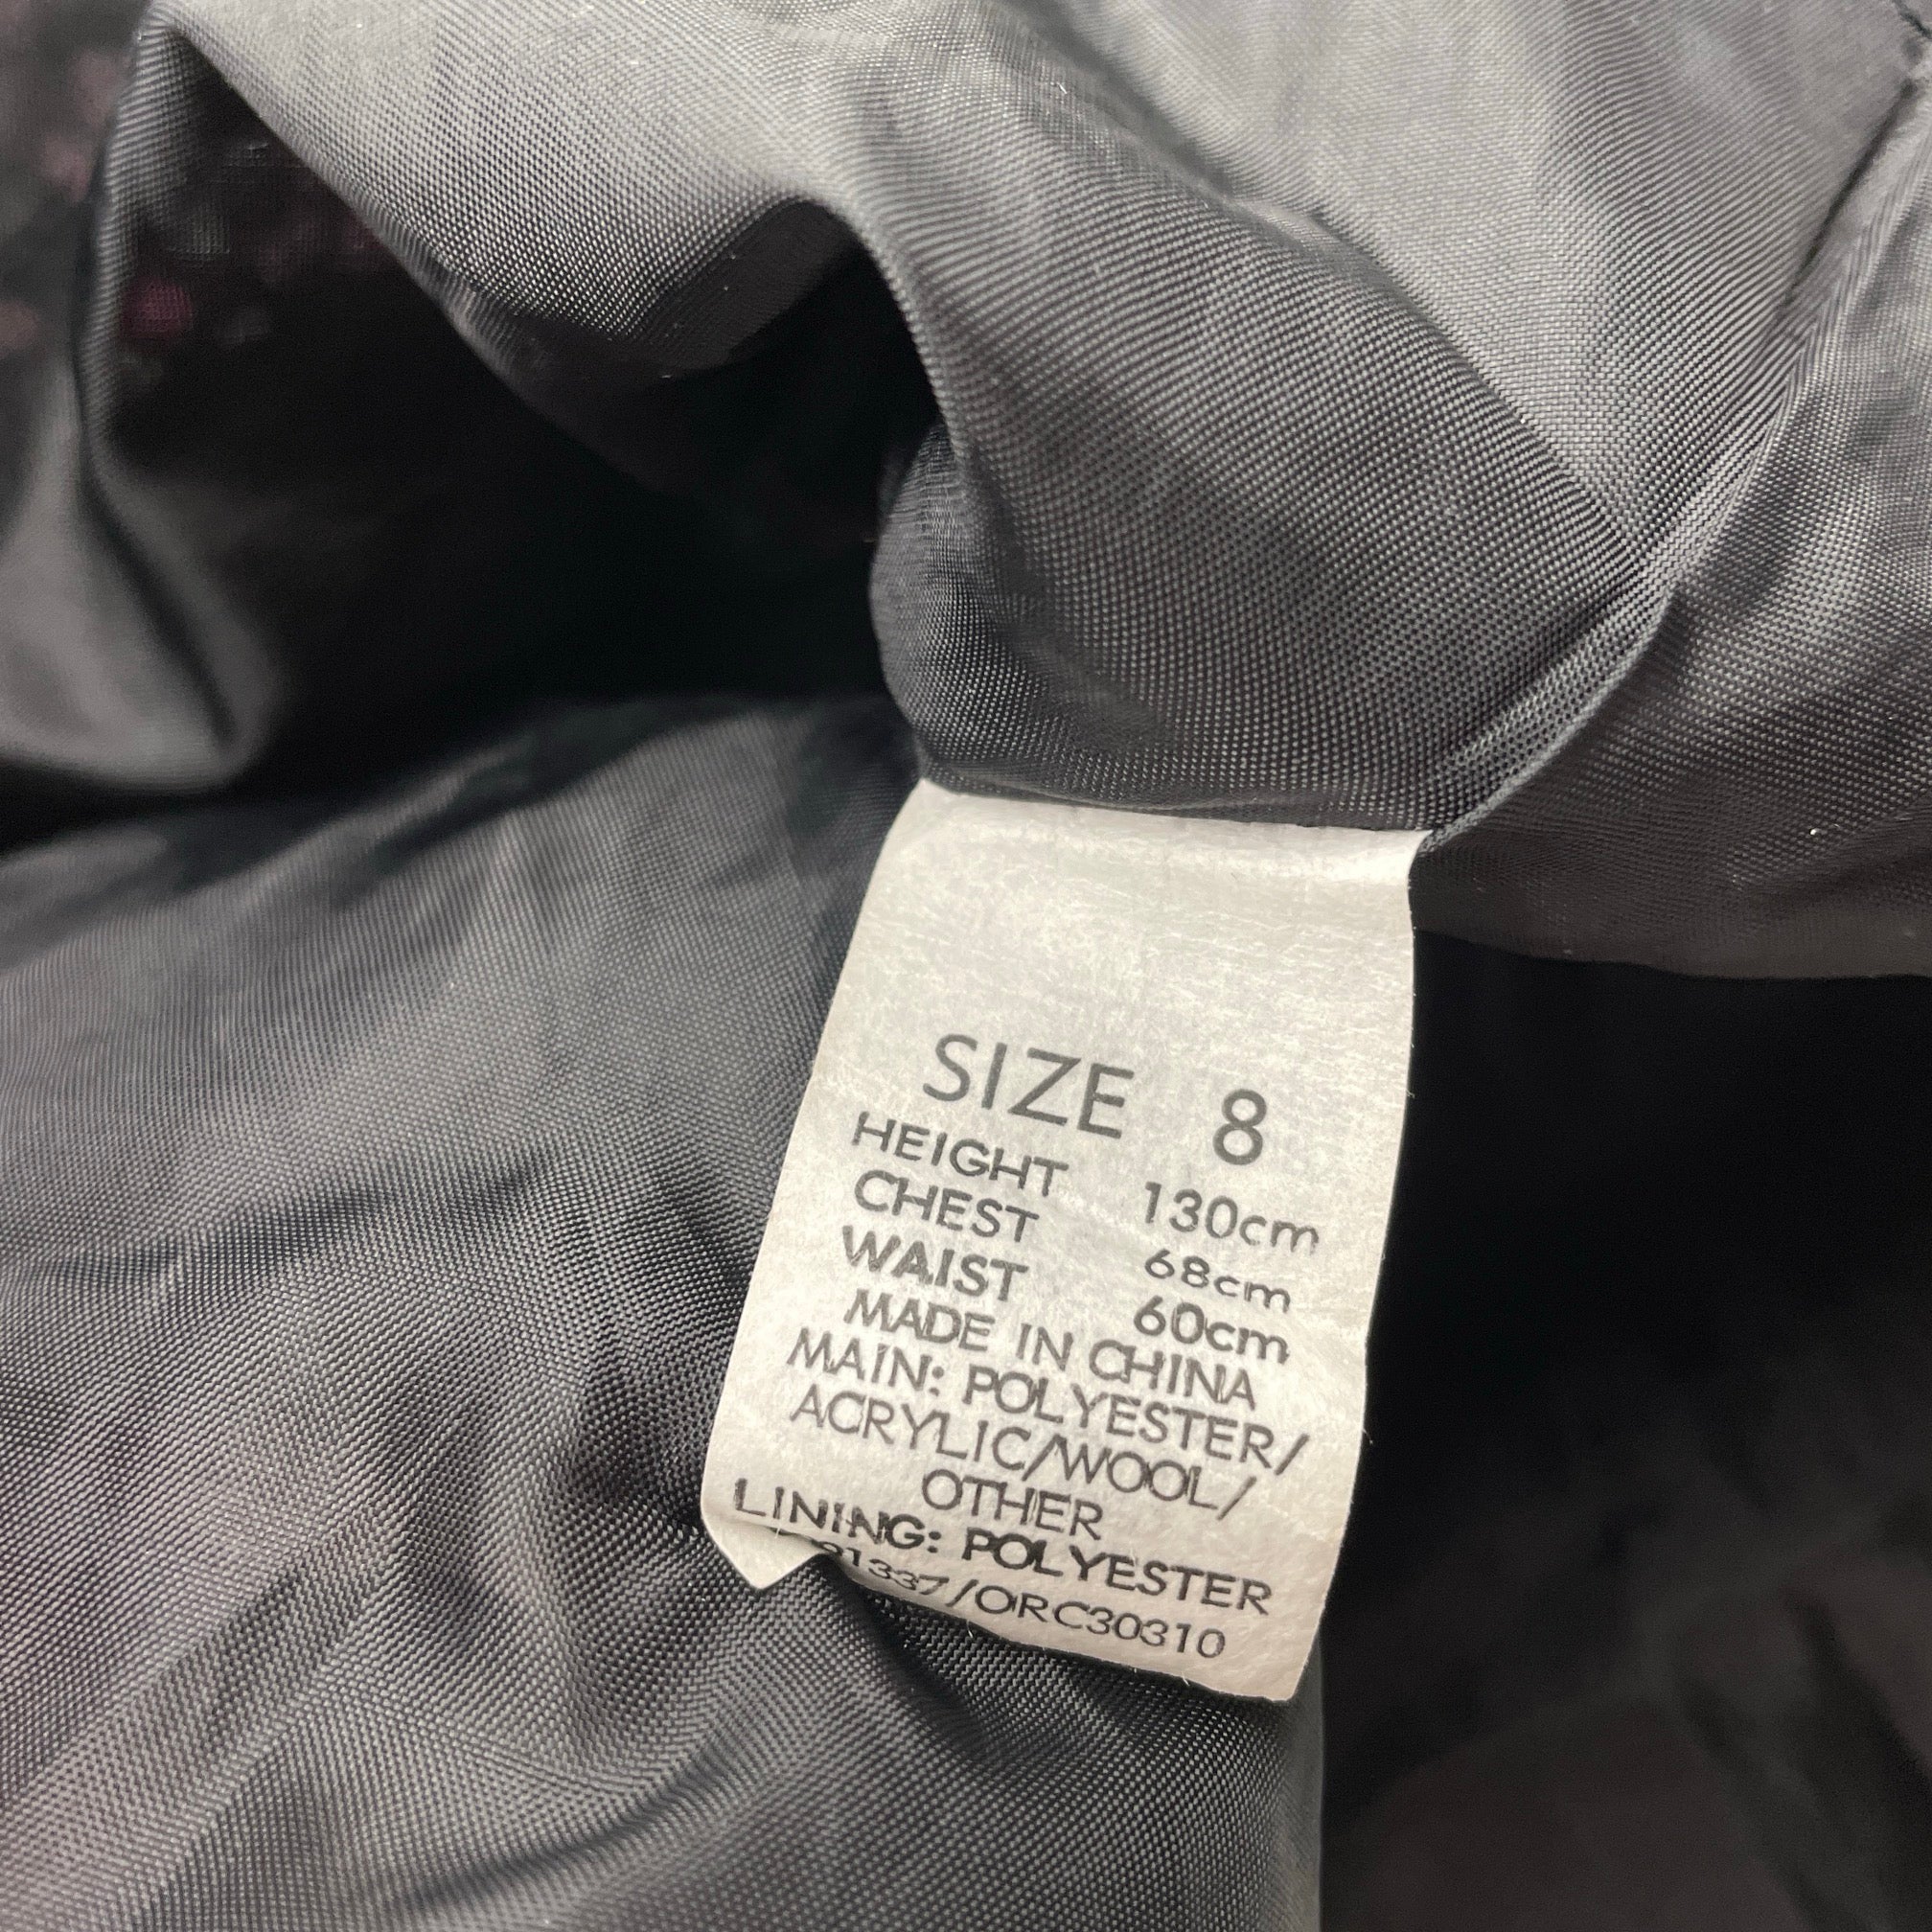 SIZE 8
HEIGHT 130cm
CHEST 68cm
WAIST 60cm
MADE IN CHINA
MAIN: POLYESTER/
ACRYLIC/WOOL/
OTHER
LINING: POLYESTER
1337/ORC30310